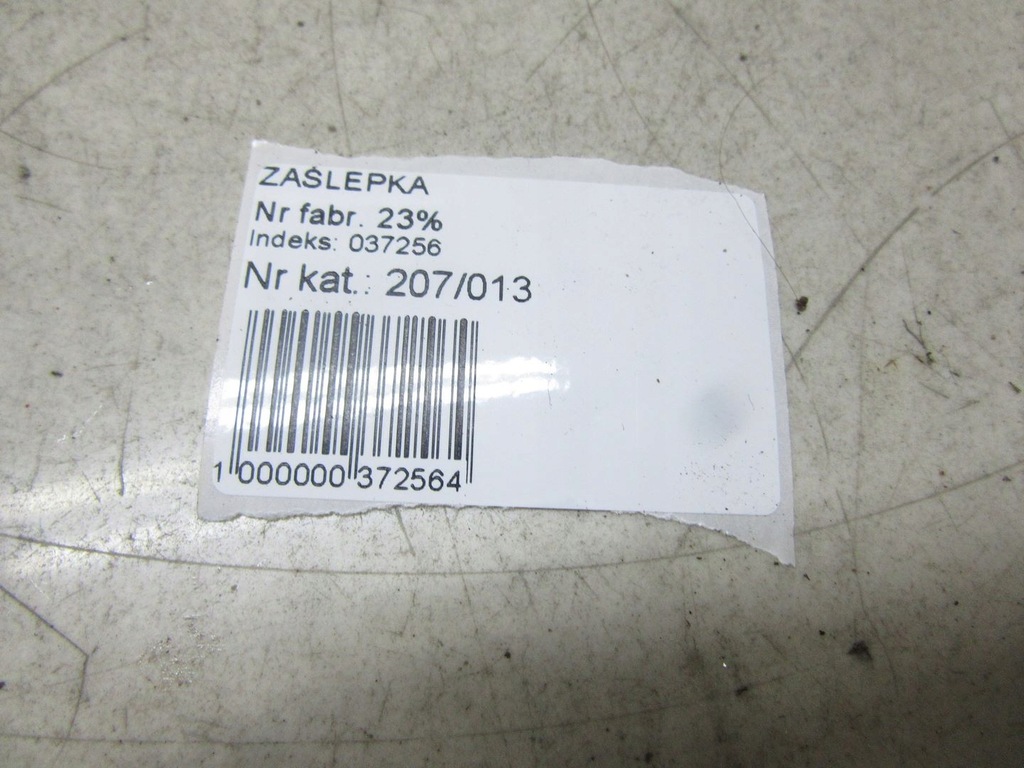 ZAŚLEPKA
Nr fabr. 23%
Indeks: 037256
Nr kat.: 207/013
1 000000 372564